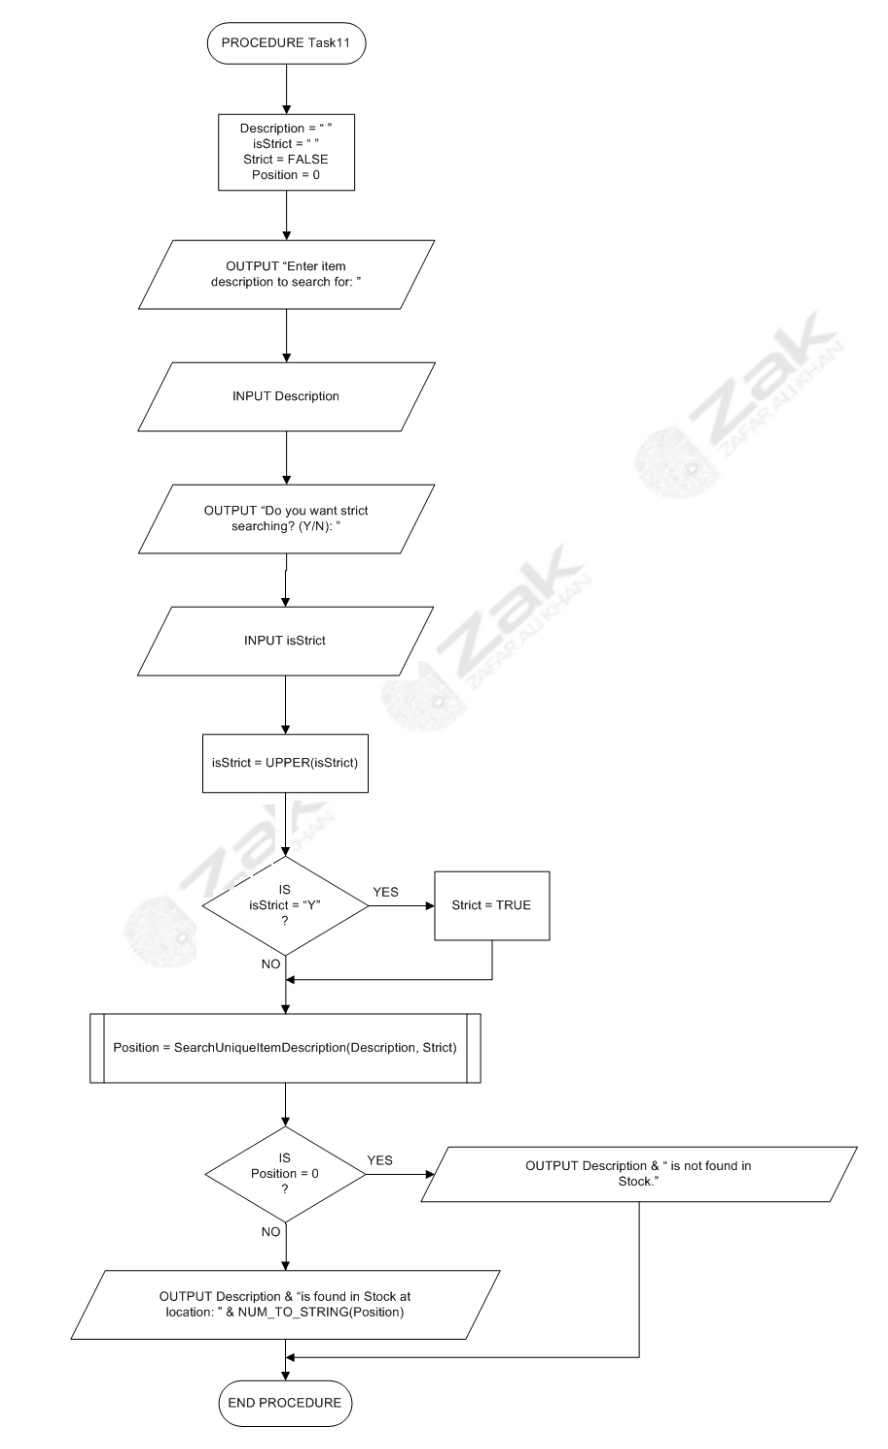 PROCEDURE Task11
Description = “ ”
isStrict = “ ”
Strict = FALSE
Position = 0
OUTPUT “Enter item
description to search for: ”
INPUT Description
OUTPUT “Do you want strict
searching? (Y/N): ”
INPUT isStrict
isStrict = UPPER(isStrict)
IS
isStrict = “Y”
?
YES
Strict = TRUE
NO
Position = SearchUniqueItemDescription(Description, Strict)
IS
Position = 0
?
YES
OUTPUT Description & “ is not found in
Stock.”
NO
OUTPUT Description & “is found in Stock at
location: ” & NUM_TO_STRING(Position)
END PROCEDURE
Zak
ZAFAR ALI KHAN
Zak
ZAFAR ALI KHAN
Zak
KHAN